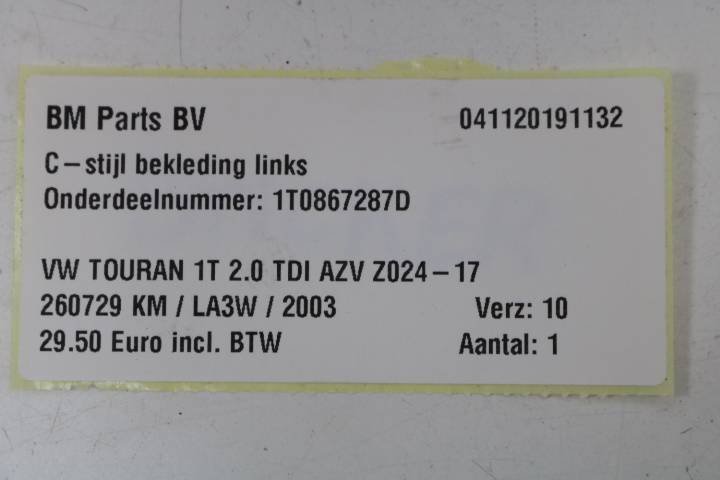 BM Parts BV 041120191132
C-stijl bekleding links
Onderdeelnummer: 1T0867287D
VW TOURAN 1T 2.0 TDI AZV Z024-17
260729 KM / LA3W / 2003 Verz: 10
29.50 Euro incl. BTW Aantal: 1